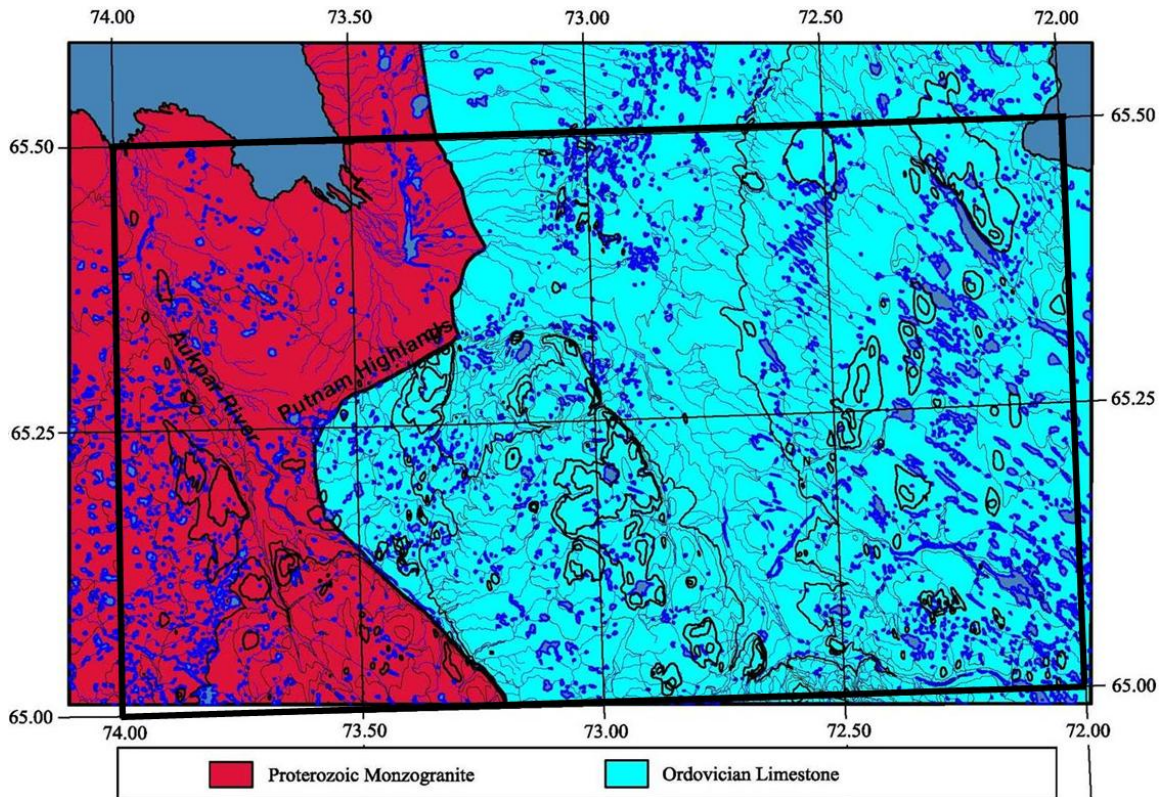 74.00 73.50 73.00 72.50 72.00
65.50 65.50
Putnam Highlands
Aukpar River
65.25 65.25
65.00 65.00
74.00 73.50 73.00 72.50 72.00
Proterozoic Monzogranite Ordovician Limestone